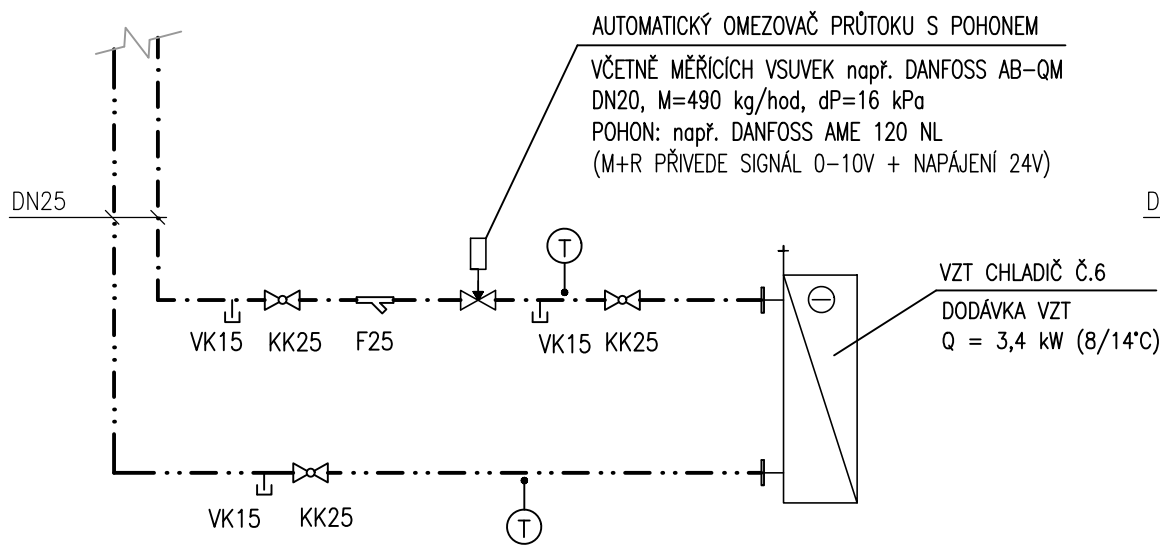 AUTOMATICKÝ OMEZOVAČ PRŮTOKU S POHONEM
VČETNĚ MĚŘÍCÍCH VSUVEK např. DANFOSS AB-QM
DN20, M=490 kg/hod, dP=16 kPa
POHON: např. DANFOSS AME 120 NL
(M+R PŘIVEDE SIGNÁL 0-10V + NAPÁJENÍ 24V)
DN25
D
T
VZT CHLADIČ Č.6
DODÁVKA VZT
Q = 3,4 kW (8/14°C)
VK15 KK25 F25 VK15 KK25
VK15 KK25
T